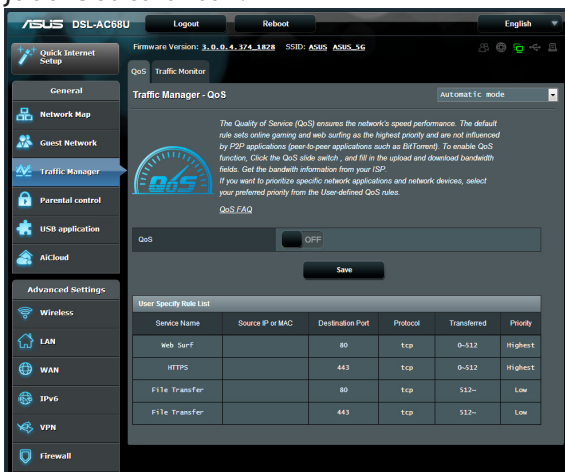 ASUS DSL-AC68U Logout Reboot English
Quick Internet Setup
Firmware Version: 3.0.0.4.374_1828 SSID: ASUS ASUS_5G
QoS Traffic Monitor
General
Network Map
Guest Network
Traffic Manager
Parental control
USB application
AiCloud
Advanced Settings
Wireless
LAN
WAN
IPv6
VPN
Firewall
Traffic Manager - QoS Automatic mode
QoS
The Quality of Service (QoS) ensures the network's speed performance. The default
rule sets online gaming and web surfing as the highest priority and are not influenced
by P2P applications (peer-to-peer applications such as BitTorrent). To enable QoS
function, Click the QoS slide switch , and fill in the upload and download bandwidth
fields. Get the bandwith information from your ISP.
If you want to prioritize specific network applications and network devices, select
your preferred priority from the User-defined QoS rules.
QoS FAQ
QoS OFF
Save
User Specify Rule List
Service Name Source IP or MAC Destination Port Protocol Transferred Priority
Web Surf 80 tcp 0~512 Highest
HTTPS 443 tcp 0~512 Highest
File Transfer 80 tcp 512~ Low
File Transfer 443 tcp 512~ Low